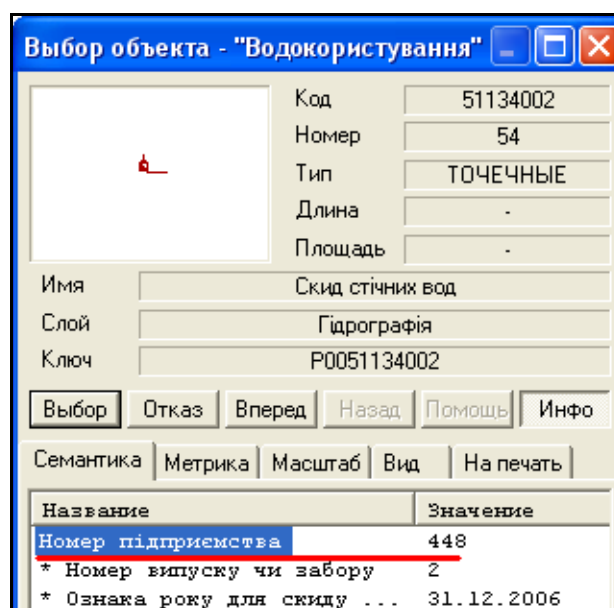 Выбор объекта - "Водокористування"
Код 51134002
Номер 54
Тип ТОЧЕЧНЫЕ
Длина -
Площадь -
Имя Скид стічних вод
Слой Гідрографія
Ключ P0051134002
Выбор Отказ Вперед Назад Помощь Инфо
Семантика Метрика Масштаб Вид На печать
Название Значение
Номер підприємства 448
* Номер випуску чи забору 2
* Ознака року для скиду ... 31.12.2006